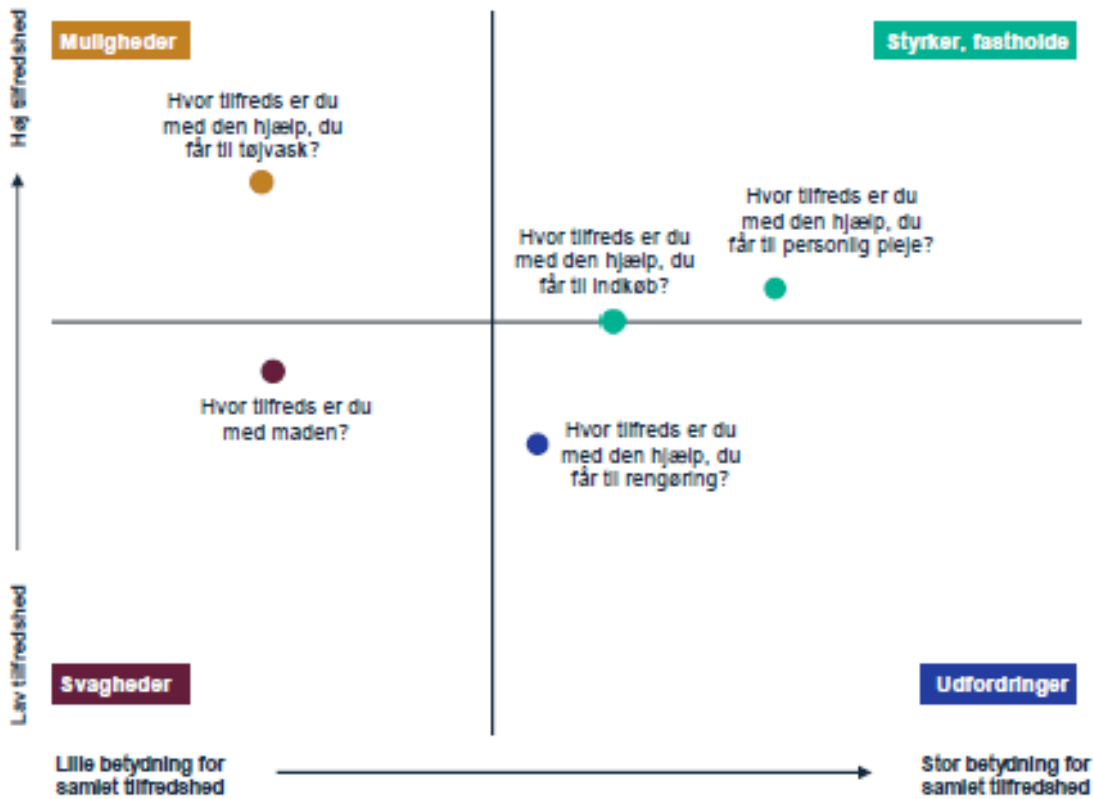 Muligheder
Styrker, fastholde
Høj tilfredshed
Hvor tilfreds er du
med den hjælp, du
får til tøjvask?
Hvor tilfreds er du
med den hjælp, du
får til personlig pleje?
Hvor tilfreds er du
med den hjælp, du
får til indkøb?
Hvor tilfreds er du
med maden?
Hvor tilfreds er du
med den hjælp, du
får til rengøring?
Lav tilfredshed
Svagheder
Udfordringer
Lille betydning for
samlet tilfredshed
Stor betydning for
samlet tilfredshed